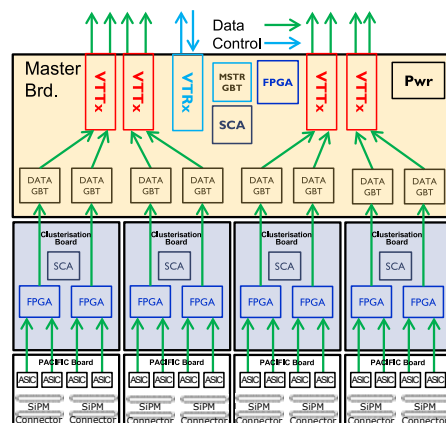 Data
Control
Master
Brd.
VTTx
VTTx
VTRx
MSTR
GBT
SCA
FPGA
VTTx
VTTx
Pwr
DATA
GBT
DATA
GBT
DATA
GBT
DATA
GBT
DATA
GBT
DATA
GBT
DATA
GBT
DATA
GBT
Clusterisation
Board
SCA
FPGA
FPGA
Clusterisation
Board
SCA
FPGA
FPGA
Clusterisation
Board
SCA
FPGA
FPGA
Clusterisation
Board
SCA
FPGA
FPGA
PACIFIC Board
ASIC ASIC ASIC ASIC
SiPM SiPM
Connector Connector
PACIFIC Board
ASIC ASIC ASIC ASIC
SiPM SiPM
Connector Connector
PACIFIC Board
ASIC ASIC ASIC ASIC
SiPM SiPM
Connector Connector
PACIFIC Board
ASIC ASIC ASIC ASIC
SiPM SiPM
Connector Connector